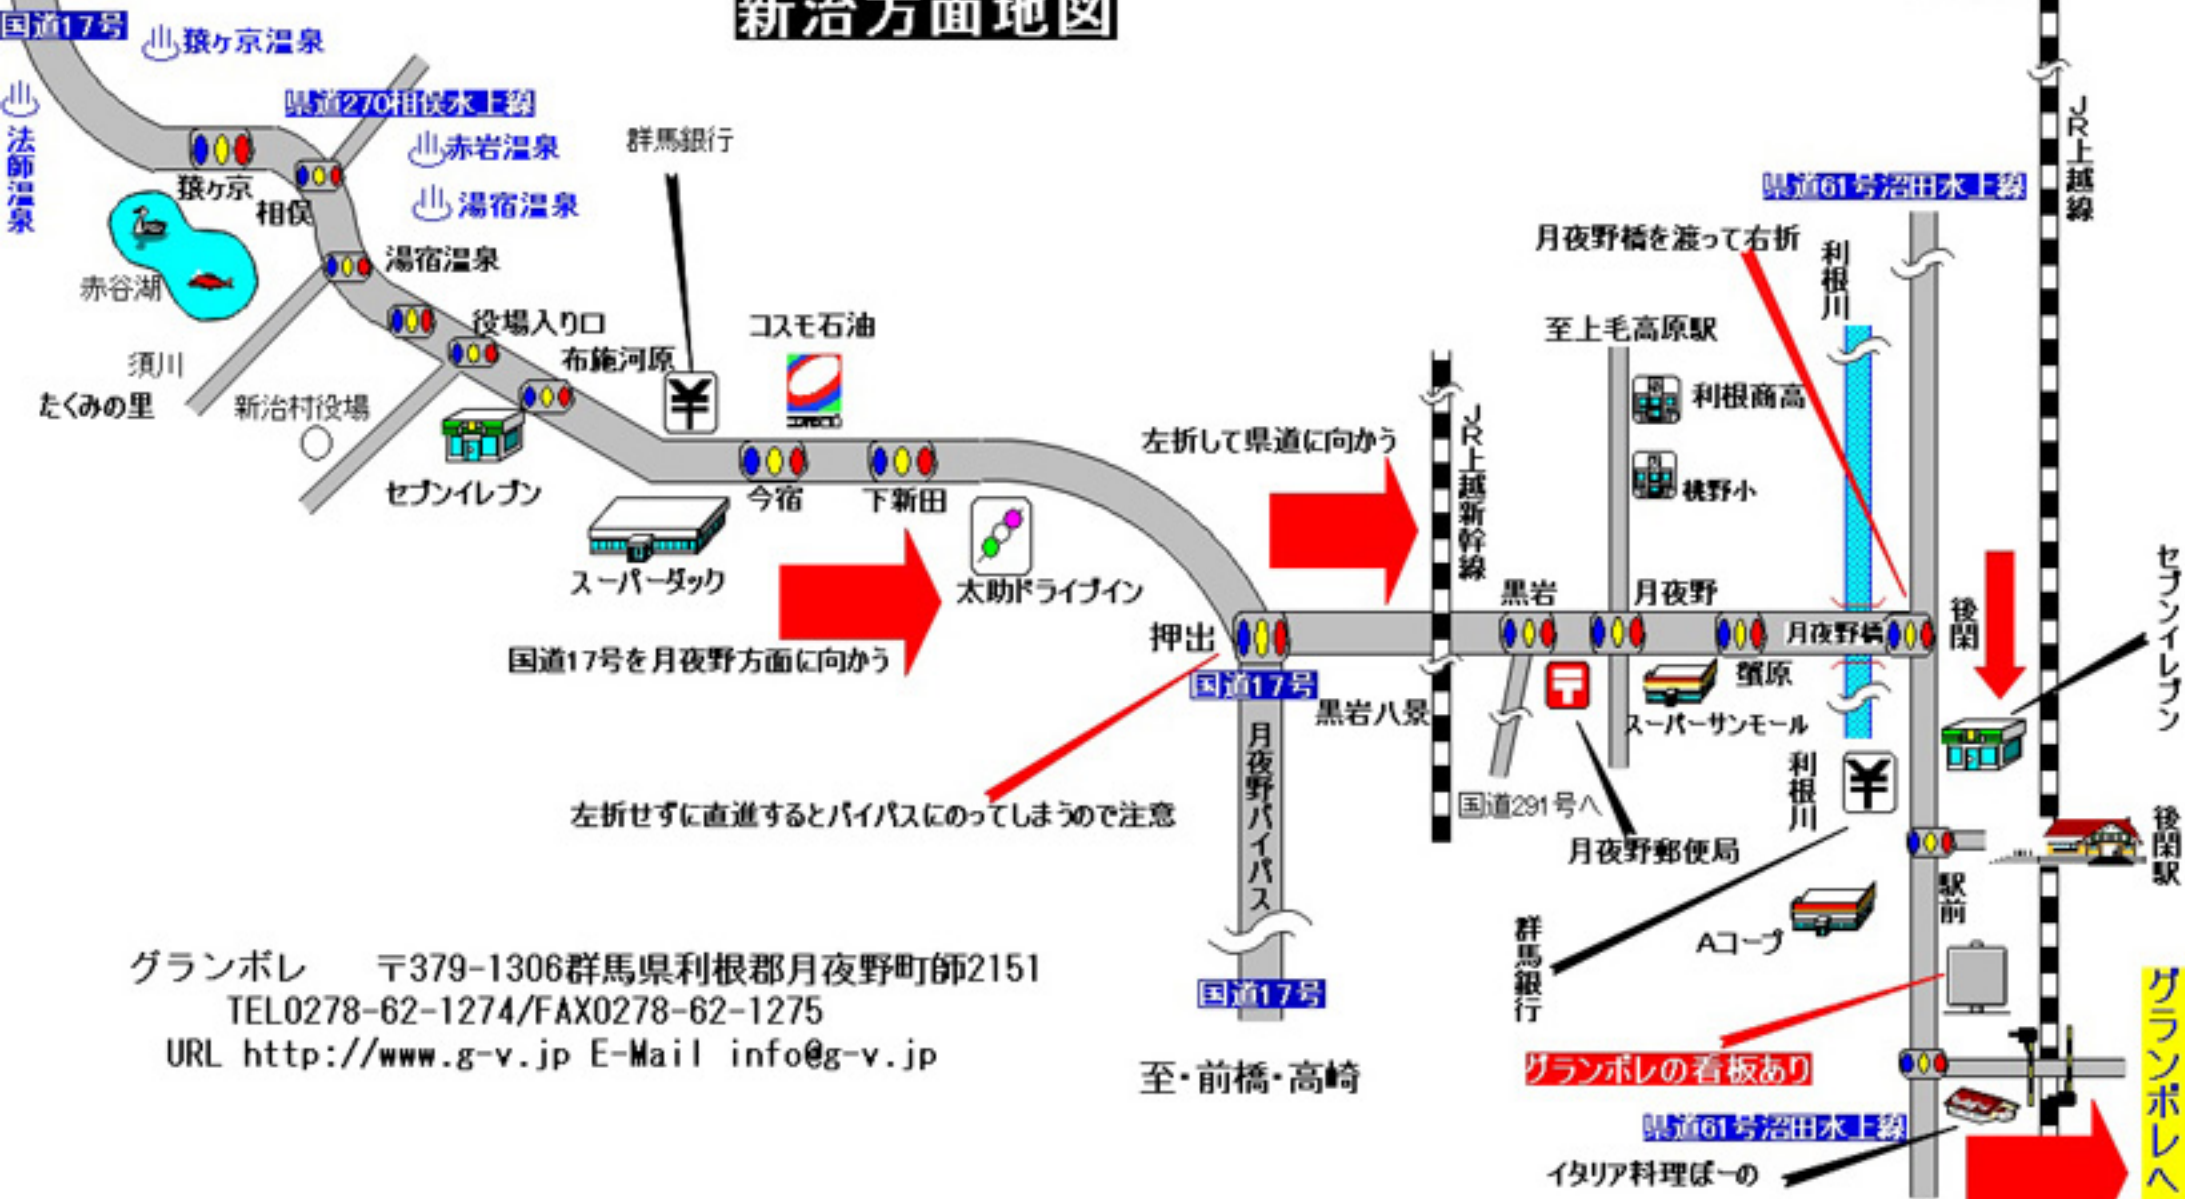 新治方面地図
国道17号
猿ヶ京温泉
法師温泉
県道270相俣水上線
赤岩温泉
湯宿温泉
猿ヶ京
相俣
赤谷湖
湯宿温泉
須川
たくみの里
新治村役場
役場入り口
布施河原
セブンイレブン
群馬銀行
¥
コスモ石油
スーパーダック
今宿
下新田
太助ドライブイン
国道17号を月夜野方面に向かう
左折して県道に向かう
押出
国道17号
左折せずに直進するとバイパスにのってしまうので注意
月夜野バイパス
国道17号
至・前橋・高崎
黒岩八景
JR上越新幹線
黒岩
月夜野
至上毛高原駅
利根商高
桃野小
月夜野橋を渡って右折
利根川
県道61号沼田水上線
JR上越線
蟹原
月夜野橋
後閑
スーパーサンモール
国道291号へ
〒
月夜野郵便局
利根川
¥
群馬銀行
セブンイレブン
後閑駅
駅前
Aコープ
グランボレの看板あり
県道61号沼田水上線
イタリア料理ぼーの
グランボレへ
グランボレ 〒379-1306群馬県利根郡月夜野町師2151
TEL0278-62-1274/FAX0278-62-1275
URL http://www.g-v.jp E-Mail info@g-v.jp